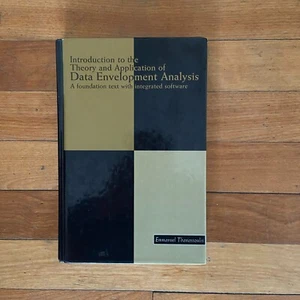 Introduction to the
Theory and Application of
Data Envelopment Analysis
A foundation text with integrated software
Emmanuel Thanassoulis